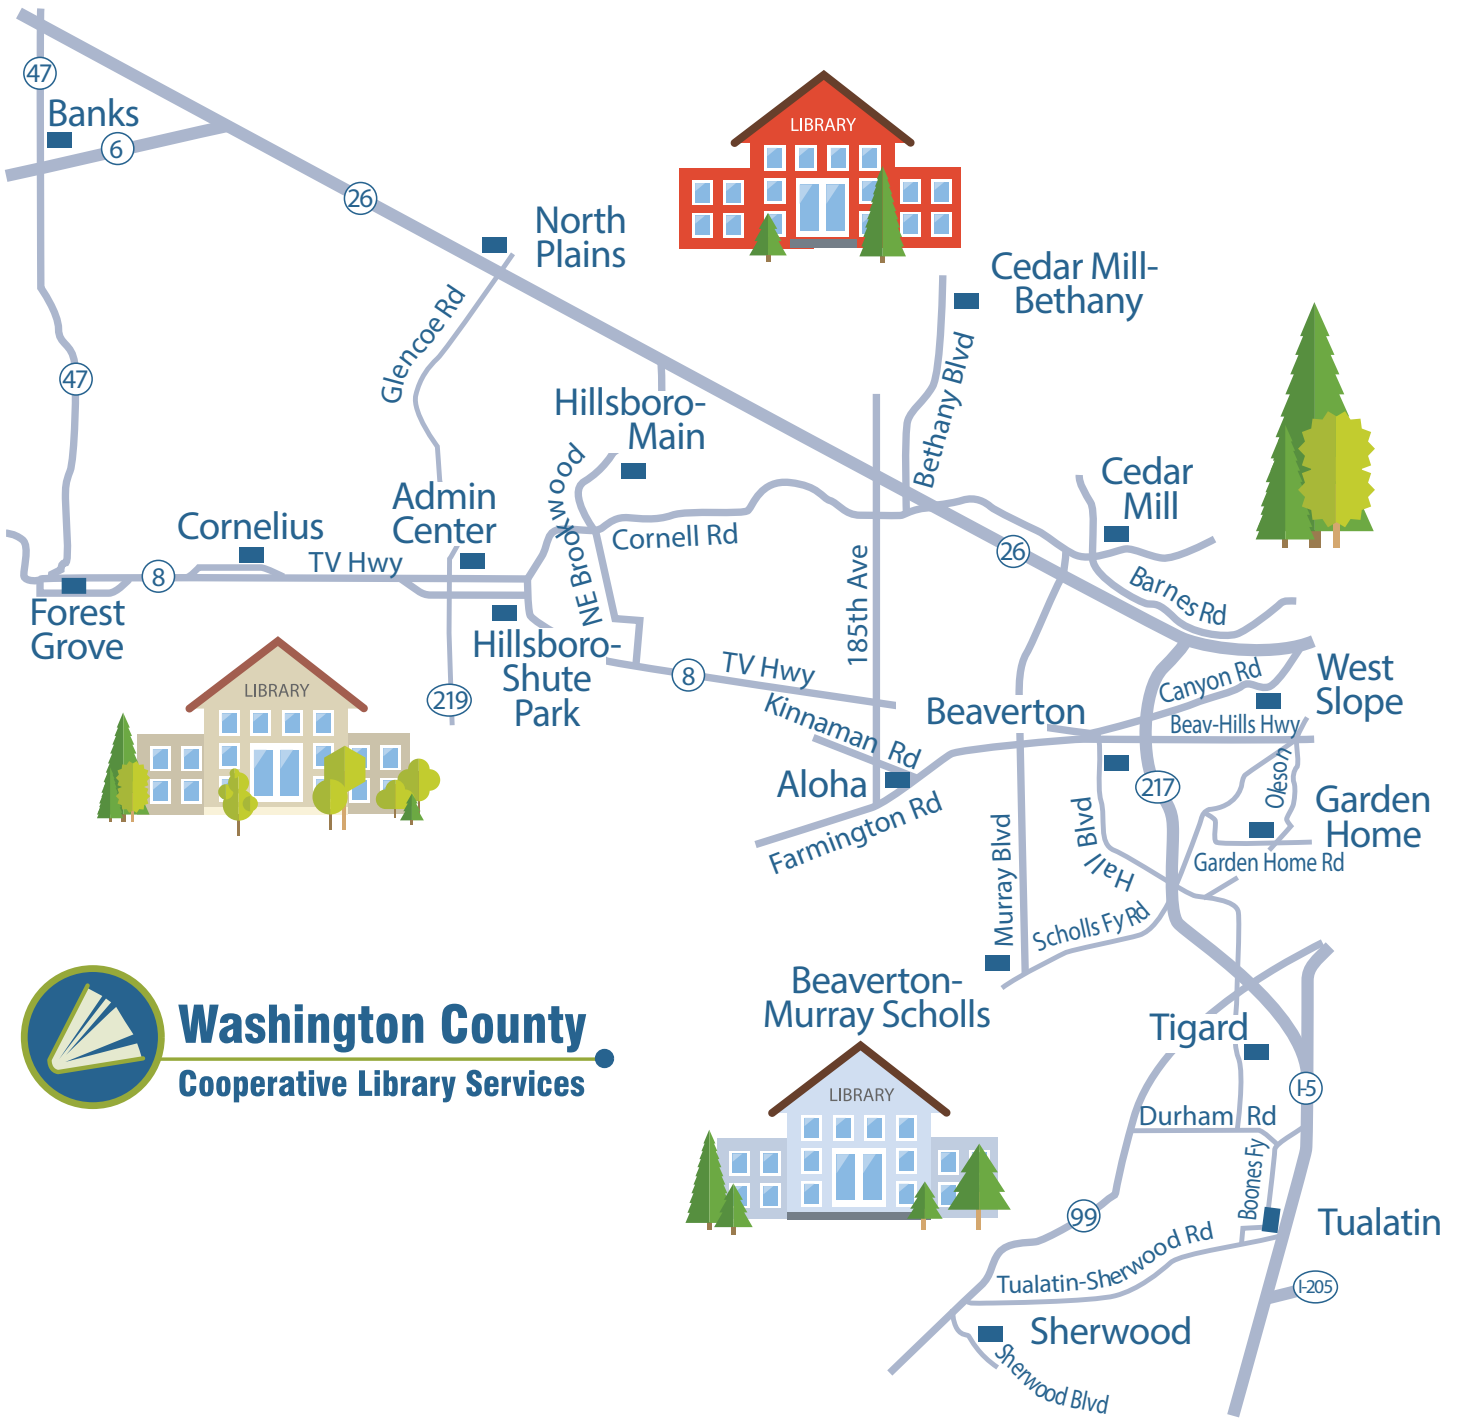 47
Banks
6
26
LIBRARY
North
Plains
Cedar Mill-
Bethany
Glencoe Rd
47
Bethany Blvd
Hillsboro-
Main
NE Brookwood
Cedar
Mill
Admin
Center
Cornelius
Cornell Rd
TV Hwy
8
26
185th Ave
Barnes Rd
Forest
Grove
Hillsboro-
Shute
Park
219
8
TV Hwy
Kinnaman Rd
Canyon Rd
West
Slope
Beaverton
Beav-Hills Hwy
LIBRARY
Aloha
Farmington Rd
217
Oleson
Garden
Home
Garden Home Rd
Hall Blvd
Murray Blvd
Scholls Fy Rd
Beaverton-
Murray Scholls
Washington County
Cooperative Library Services
Tigard
I-5
LIBRARY
Durham Rd
Boones Fy
99
Tualatin
Tualatin-Sherwood Rd
I-205
Sherwood
Sherwood Blvd